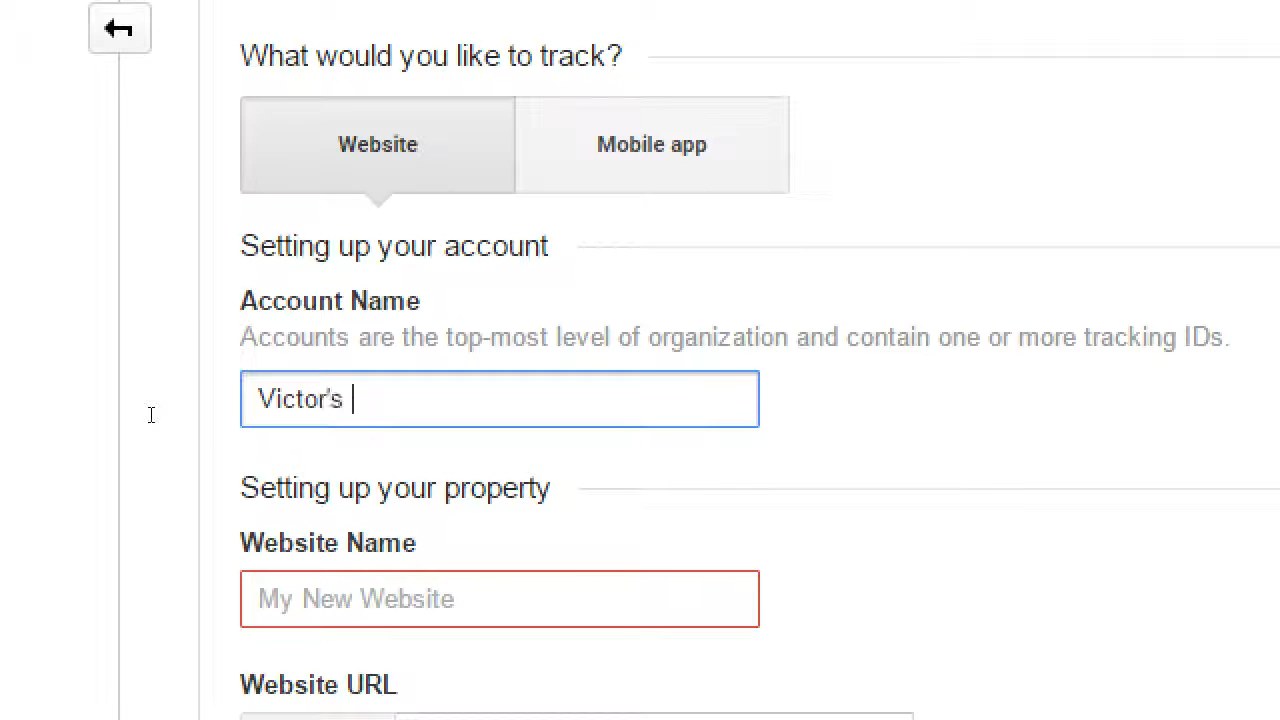 What would you like to track?
Website
Mobile app
Setting up your account
Account Name
Accounts are the top-most level of organization and contain one or more tracking IDs.
Victor's
Setting up your property
Website Name
My New Website
Website URL